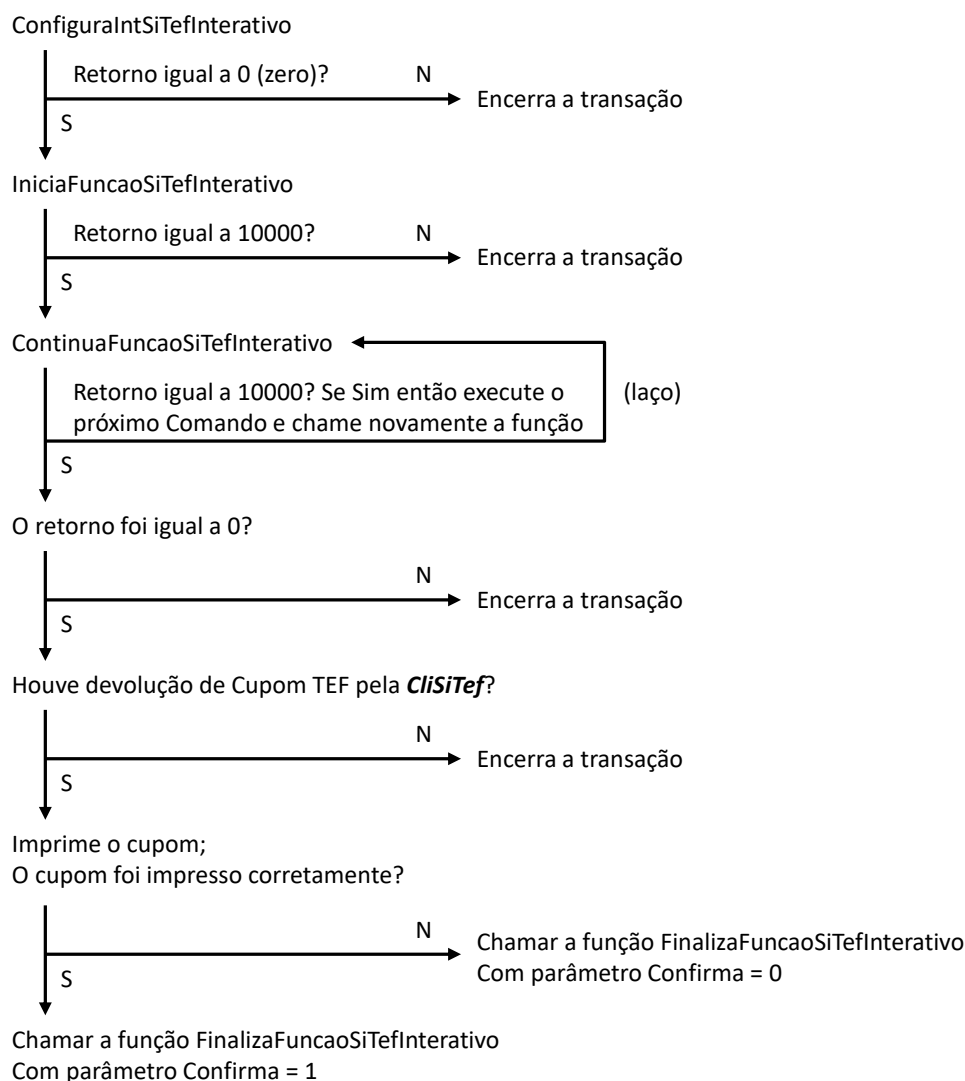 ConfiguraIntSiTefInterativo
Retorno igual a 0 (zero)?
N
Encerra a transação
S
IniciaFuncaoSiTefInterativo
Retorno igual a 10000?
N
Encerra a transação
S
ContinuaFuncaoSiTefInterativo
Retorno igual a 10000? Se Sim então execute o
(laço)
próximo Comando e chame novamente a função
S
O retorno foi igual a 0?
N
Encerra a transação
S
Houve devolução de Cupom TEF pela CliSiTef?
N
Encerra a transação
S
Imprime o cupom;
O cupom foi impresso corretamente?
N
Chamar a função FinalizaFuncaoSiTefInterativo
Com parâmetro Confirma = 0
S
Chamar a função FinalizaFuncaoSiTefInterativo
Com parâmetro Confirma = 1